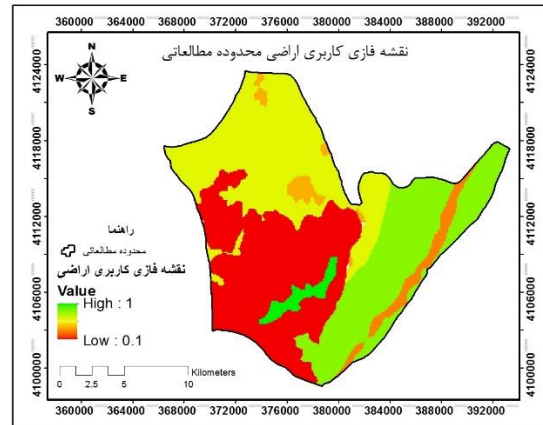 360000 364000 368000 372000 376000 380000 384000 388000 392000
نقشه فازی کاربری اراضی محدوده مطالعاتی
N
W E
S
4124000 4124000
4118000 4118000
4112000 4112000
4106000 4106000
4100000 4100000
راهنما
محدوده مطالعاتی
نقشه فازی کاربری اراضی
Value
High : 1
Low : 0.1
Kilometers
0 2.5 5 10
360000 364000 368000 372000 376000 380000 384000 388000 392000